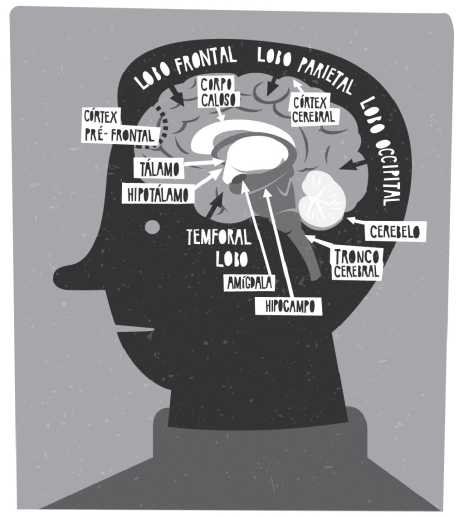 LOBO FRONTAL
LOBO PARIETAL
CORPO
CALOSO
CÓRTEX
CEREBRAL
CÓRTEX
PRÉ-FRONTAL
LOBO OCCIPITAL
TÁLAMO
HIPOTÁLAMO
CEREBELO
TEMPORAL
LOBO
TRONCO
CEREBRAL
AMÍGDALA
HIPOCAMPO